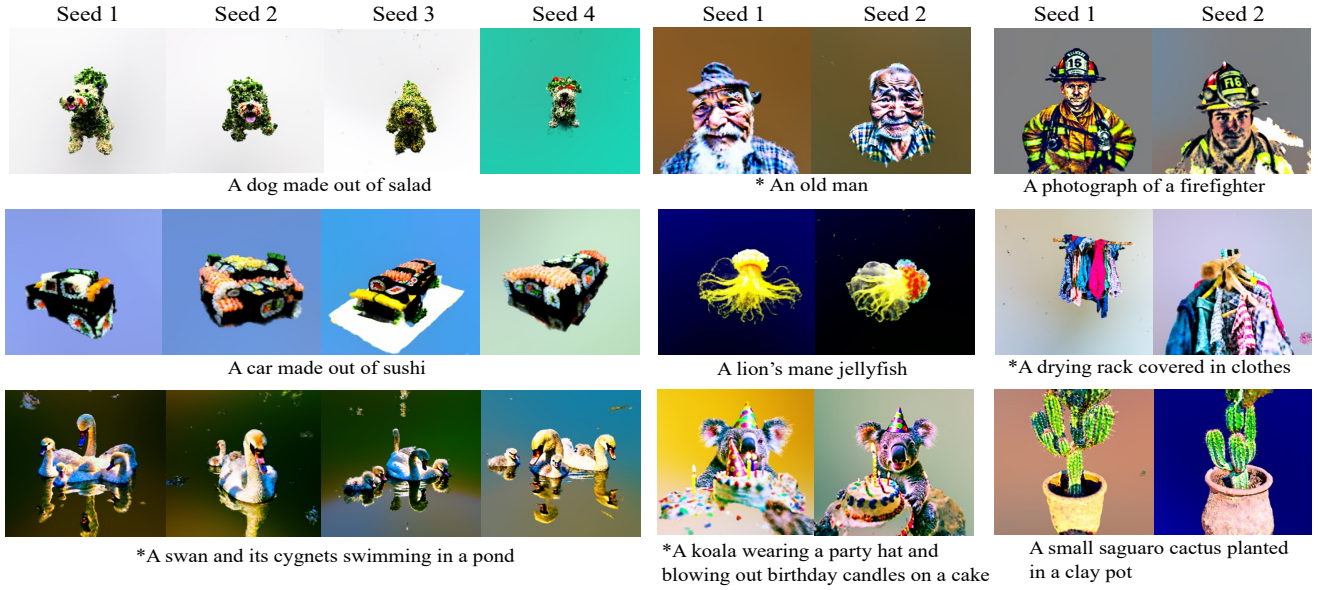 Seed 1 Seed 2 Seed 3 Seed 4 Seed 1 Seed 2 Seed 1 Seed 2
16
F16
A dog made out of salad
* An old man
A photograph of a firefighter
A car made out of sushi
A lion’s mane jellyfish
*A drying rack covered in clothes
*A swan and its cygnets swimming in a pond
*A koala wearing a party hat and
blowing out birthday candles on a cake
A small saguaro cactus planted
in a clay pot